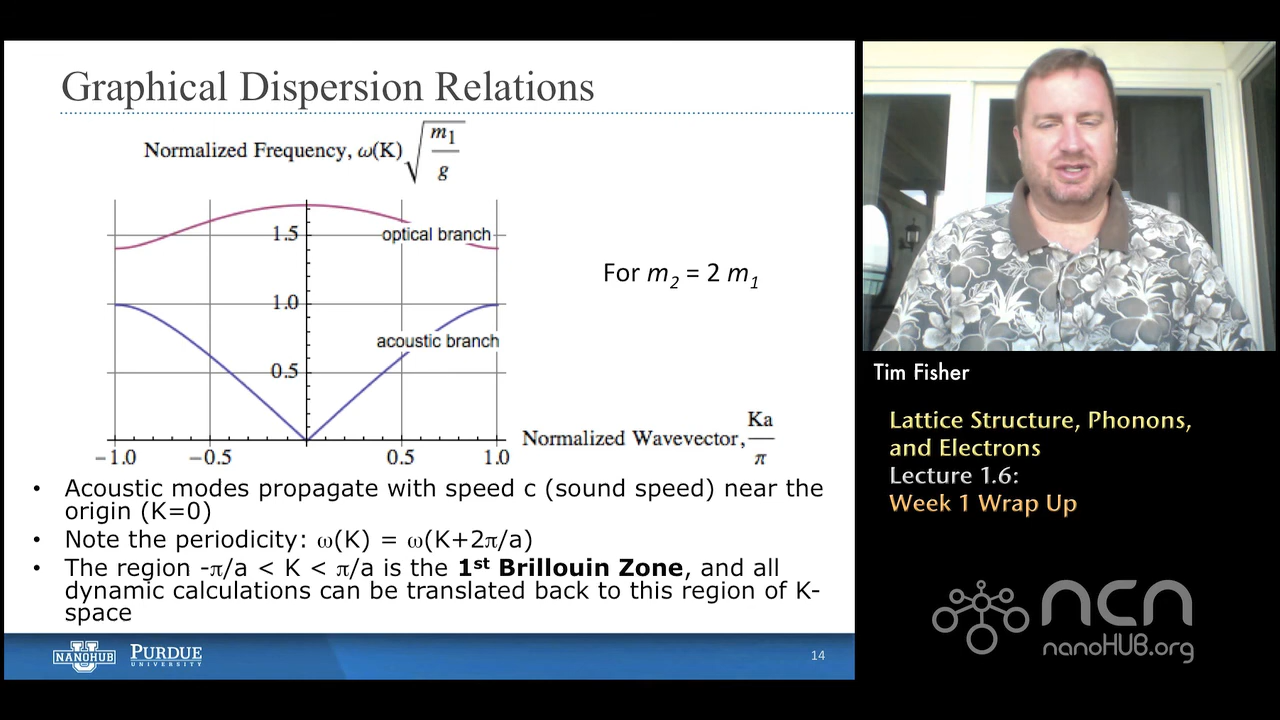 Graphical Dispersion Relations
Normalized Frequency, ω(K) √(m1/g)
optical branch
1.5
1.0
acoustic branch
0.5
For m2 = 2 m1
Normalized Wavevector, Ka/π
−1.0 −0.5 0.5 1.0
• Acoustic modes propagate with speed c (sound speed) near the
origin (K=0)
• Note the periodicity: ω(K) = ω(K+2π/a)
• The region -π/a < K < π/a is the 1st Brillouin Zone, and all
dynamic calculations can be translated back to this region of K-
space
NANOHUB
PURDUE
UNIVERSITY
14
Tim Fisher
Lattice Structure, Phonons,
and Electrons
Lecture 1.6:
Week 1 Wrap Up
ncn
nanoHUB.org